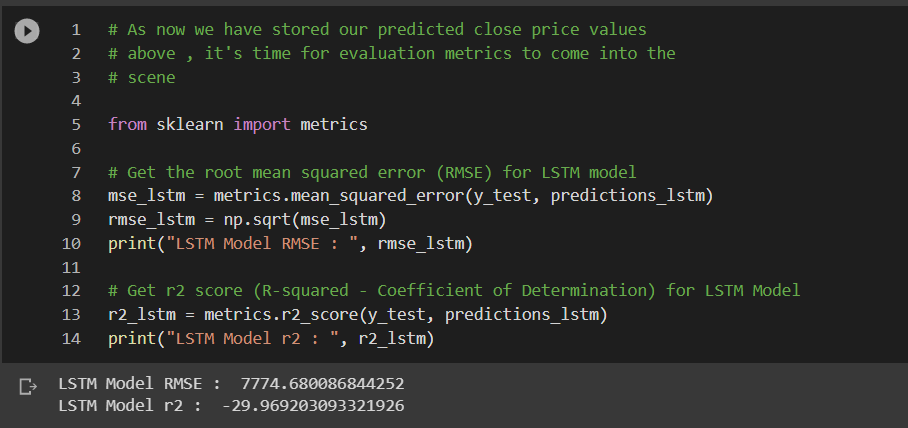 1 # As now we have stored our predicted close price values
2 # above , it's time for evaluation metrics to come into the
3 # scene
4
5 from sklearn import metrics
6
7 # Get the root mean squared error (RMSE) for LSTM model
8 mse_lstm = metrics.mean_squared_error(y_test, predictions_lstm)
9 rmse_lstm = np.sqrt(mse_lstm)
10 print("LSTM Model RMSE : ", rmse_lstm)
11
12 # Get r2 score (R-squared - Coefficient of Determination) for LSTM Model
13 r2_lstm = metrics.r2_score(y_test, predictions_lstm)
14 print("LSTM Model r2 : ", r2_lstm)
LSTM Model RMSE :  7774.680086844252
LSTM Model r2 :  -29.969203093321926